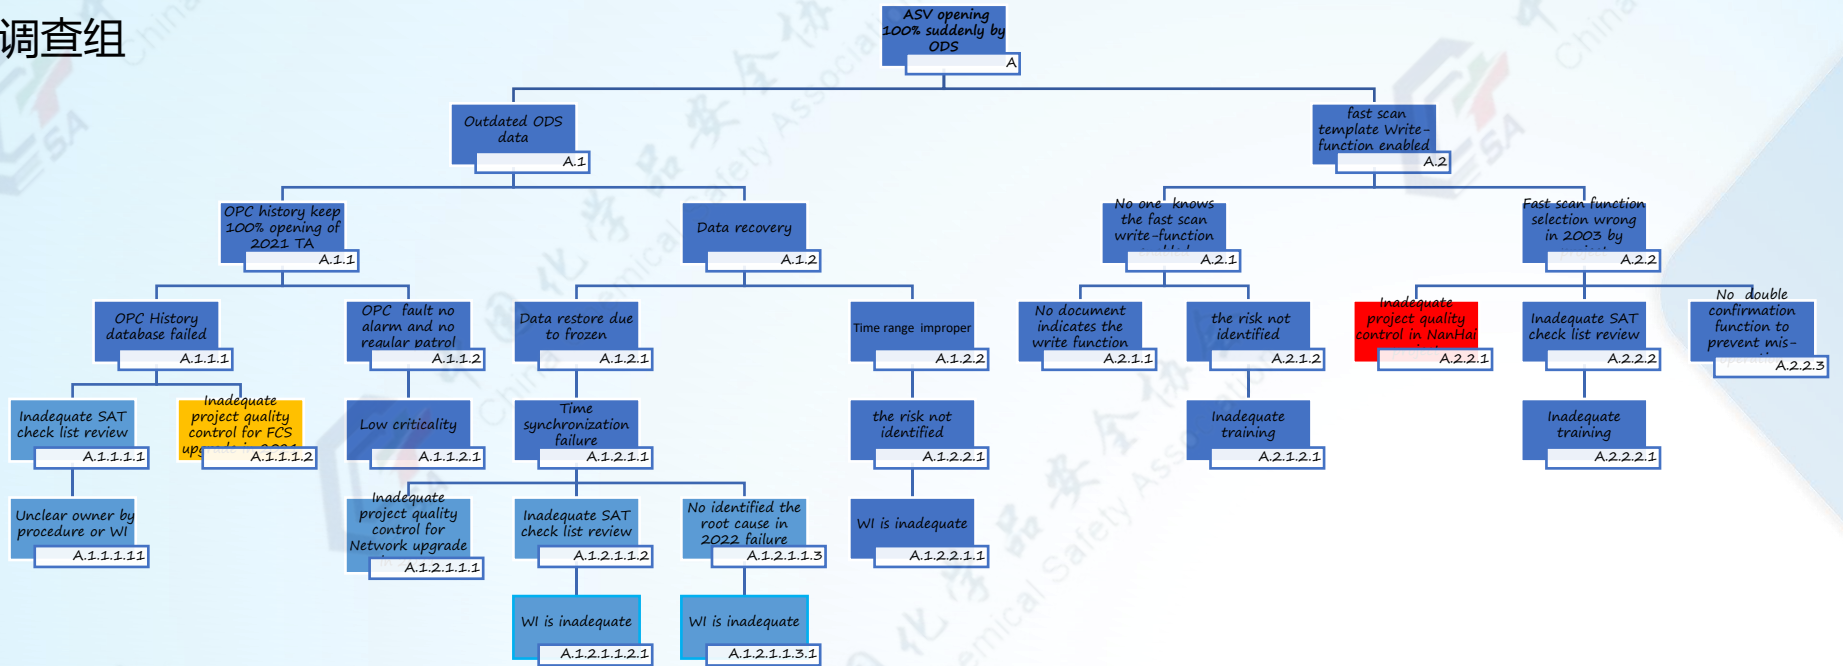 调查组
ASV opening
100% suddenly by
ODS
A
Outdated ODS
data
A.1
fast scan
template Write-
function enabled
A.2
OPC history keep
100% opening of
2021 TA
A.1.1
Data recovery
A.1.2
No one knows
the fast scan
write-function
A.2.1
Fast scan function
selection wrong
in 2003 by
A.2.2
OPC History
database failed
A.1.1.1
OPC fault no
alarm and no
regular patrol
A.1.1.2
Data restore due
to frozen
A.1.2.1
Time range improper
A.1.2.2
No document
indicates the
write function
A.2.1.1
the risk not
identified
A.2.1.2
Inadequate
project quality
control in NanHai
A.2.2.1
Inadequate SAT
check list review
A.2.2.2
No double
confirmation
function to
prevent mis-
A.2.2.3
Inadequate SAT
check list review
A.1.1.1.1
Inadequate
project quality
control for FCS
A.1.1.1.2
Low criticality
A.1.1.2.1
Time
synchronization
failure
A.1.2.1.1
the risk not
identified
A.1.2.2.1
Inadequate
training
A.2.1.2.1
Inadequate
training
A.2.2.2.1
Unclear owner by
procedure or WI
A.1.1.1.11
Inadequate
project quality
control for
Network upgrade
A.1.2.1.1.1
Inadequate SAT
check list review
A.1.2.1.1.2
No identified the
root cause in
2022 failure
A.1.2.1.1.3
WI is inadequate
A.1.2.2.1.1
WI is inadequate
A.1.2.1.1.2.1
WI is inadequate
A.1.2.1.1.3.1